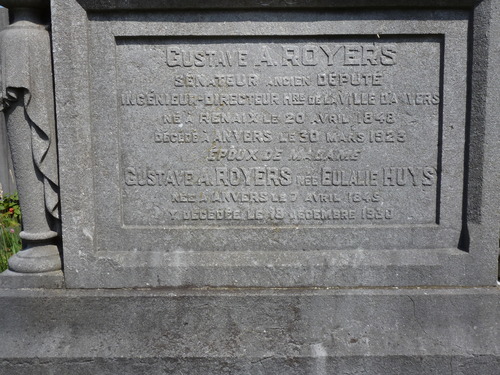 GUSTAVE A. ROYERS
SÉNATEUR ANCIEN DÉPUTÉ
INGÉNIEUR-DIRECTEUR HRE DE LA VILLE D'ANVERS
NÉ A RENAIX LE 20 AVRIL 1848
DÉCÉDÉ A ANVERS LE 30 MARS 1923
ÉPOUX DE MADAME
GUSTAVE A. ROYERS NÉE EULALIE HUYS
NÉE A ANVERS LE 7 AVRIL 1849
Y DÉCÉDÉE LE 18 DÉCEMBRE